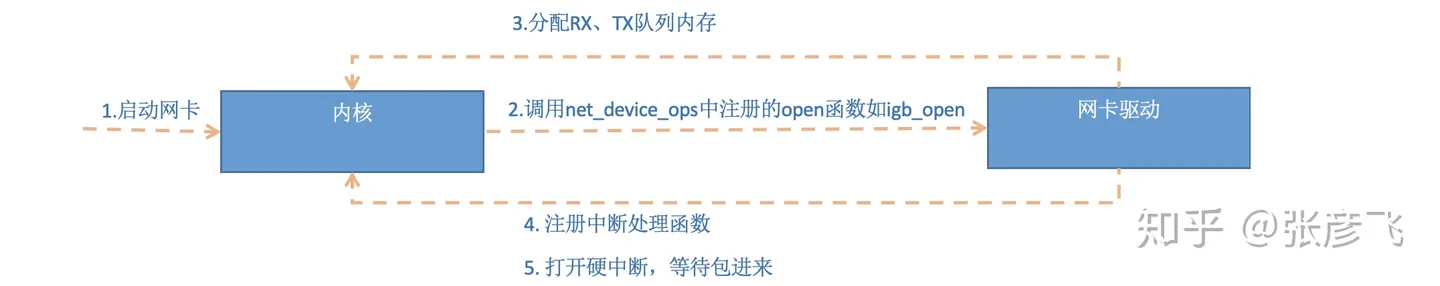 3.分配RX、TX队列内存
1.启动网卡
内核
2.调用net_device_ops中注册的open函数如igb_open
网卡驱动
4. 注册中断处理函数
5. 打开硬中断，等待包进来
知乎 @张彦飞